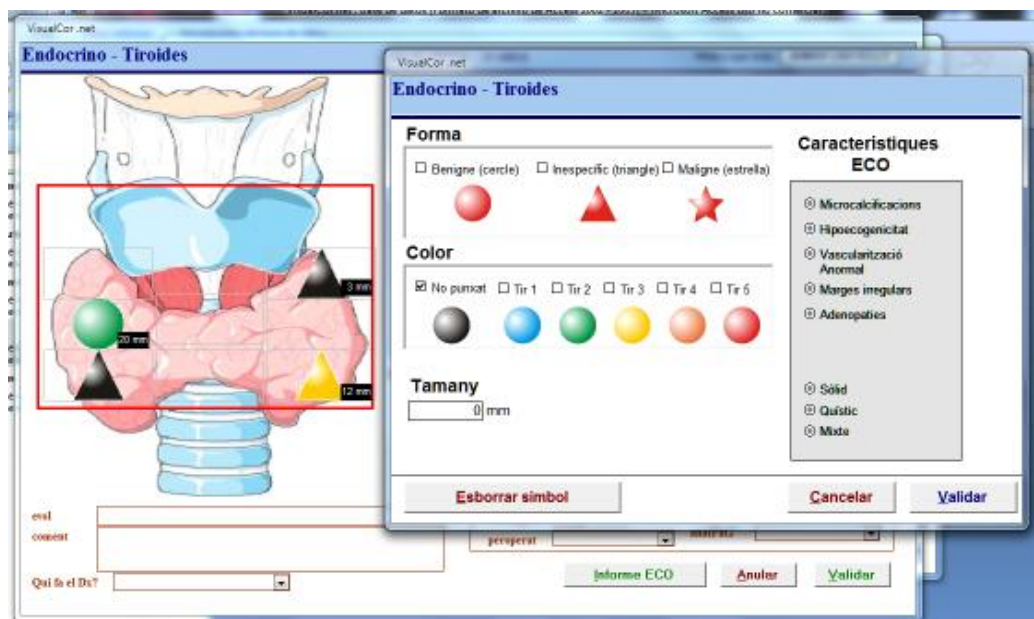 VisualCor .net
Endocrino - Tiroides
3 mm
20 mm
12 mm
eval
coment
Qui fa el Dx?
peroperat
Informe ECO
Anular
Validar
VisualCor .net
Endocrino - Tiroides
Forma
Benigne (cercle) Inespecífic (triangle) Maligne (estrella)
Color
No punxat Tir 1 Tir 2 Tir 3 Tir 4 Tir 5
Tamany
0 mm
Caracteristiques
ECO
Microcalcificacions
Hipoecogenicitat
Vascularització
Anormal
Marges irregulars
Adenopaties
Sòlid
Quístic
Mixte
Esborrar simbol
Cancelar
Validar